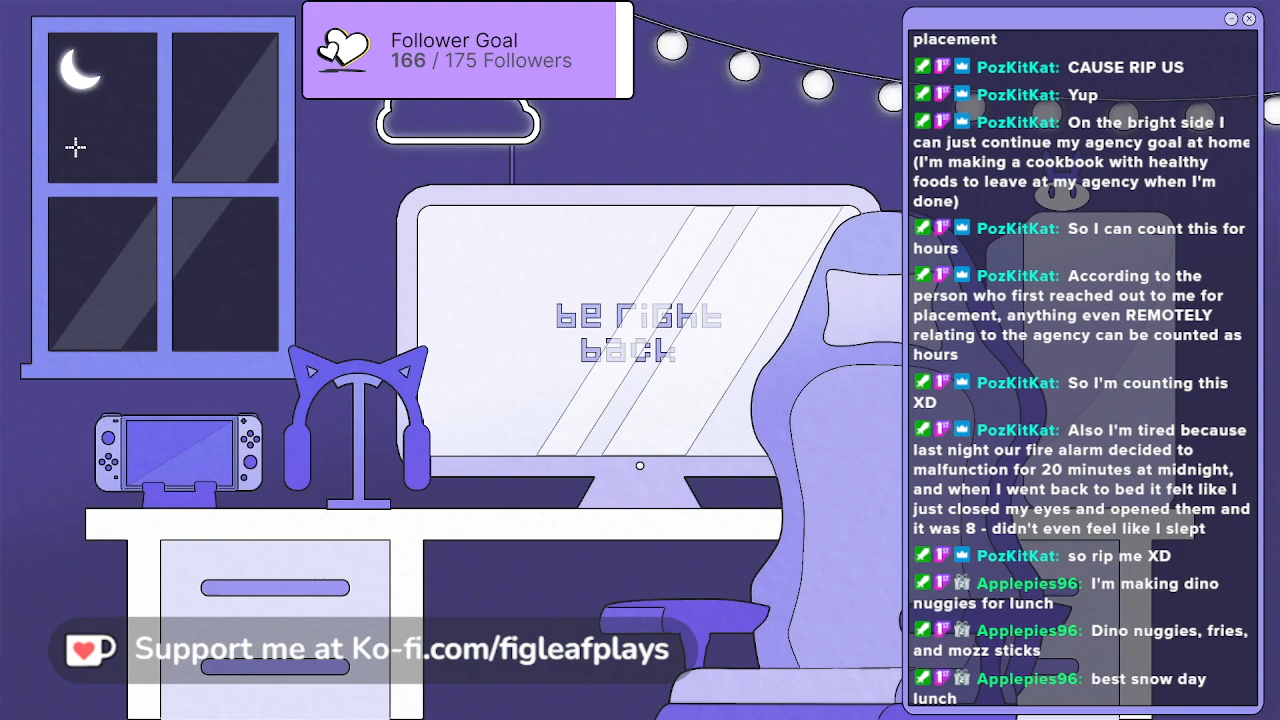 Follower Goal
166 / 175 Followers
be right
back
Support me at Ko-fi.com/figleafplays
placement
PozKitKat: CAUSE RIP US
PozKitKat: Yup
PozKitKat: On the bright side I
can just continue my agency goal at home
(I'm making a cookbook with healthy
foods to leave at my agency when I'm
done)
PozKitKat: So I can count this for
hours
PozKitKat: According to the
person who first reached out to me for
placement, anything even REMOTELY
relating to the agency can be counted as
hours
PozKitKat: So I'm counting this
XD
PozKitKat: Also I'm tired because
last night our fire alarm decided to
malfunction for 20 minutes at midnight,
and when I went back to bed it felt like I
just closed my eyes and opened them and
it was 8 - didn't even feel like I slept
PozKitKat: so rip me XD
Applepies96: I'm making dino
nuggies for lunch
Applepies96: Dino nuggies, fries,
and mozz sticks
Applepies96: best snow day
lunch